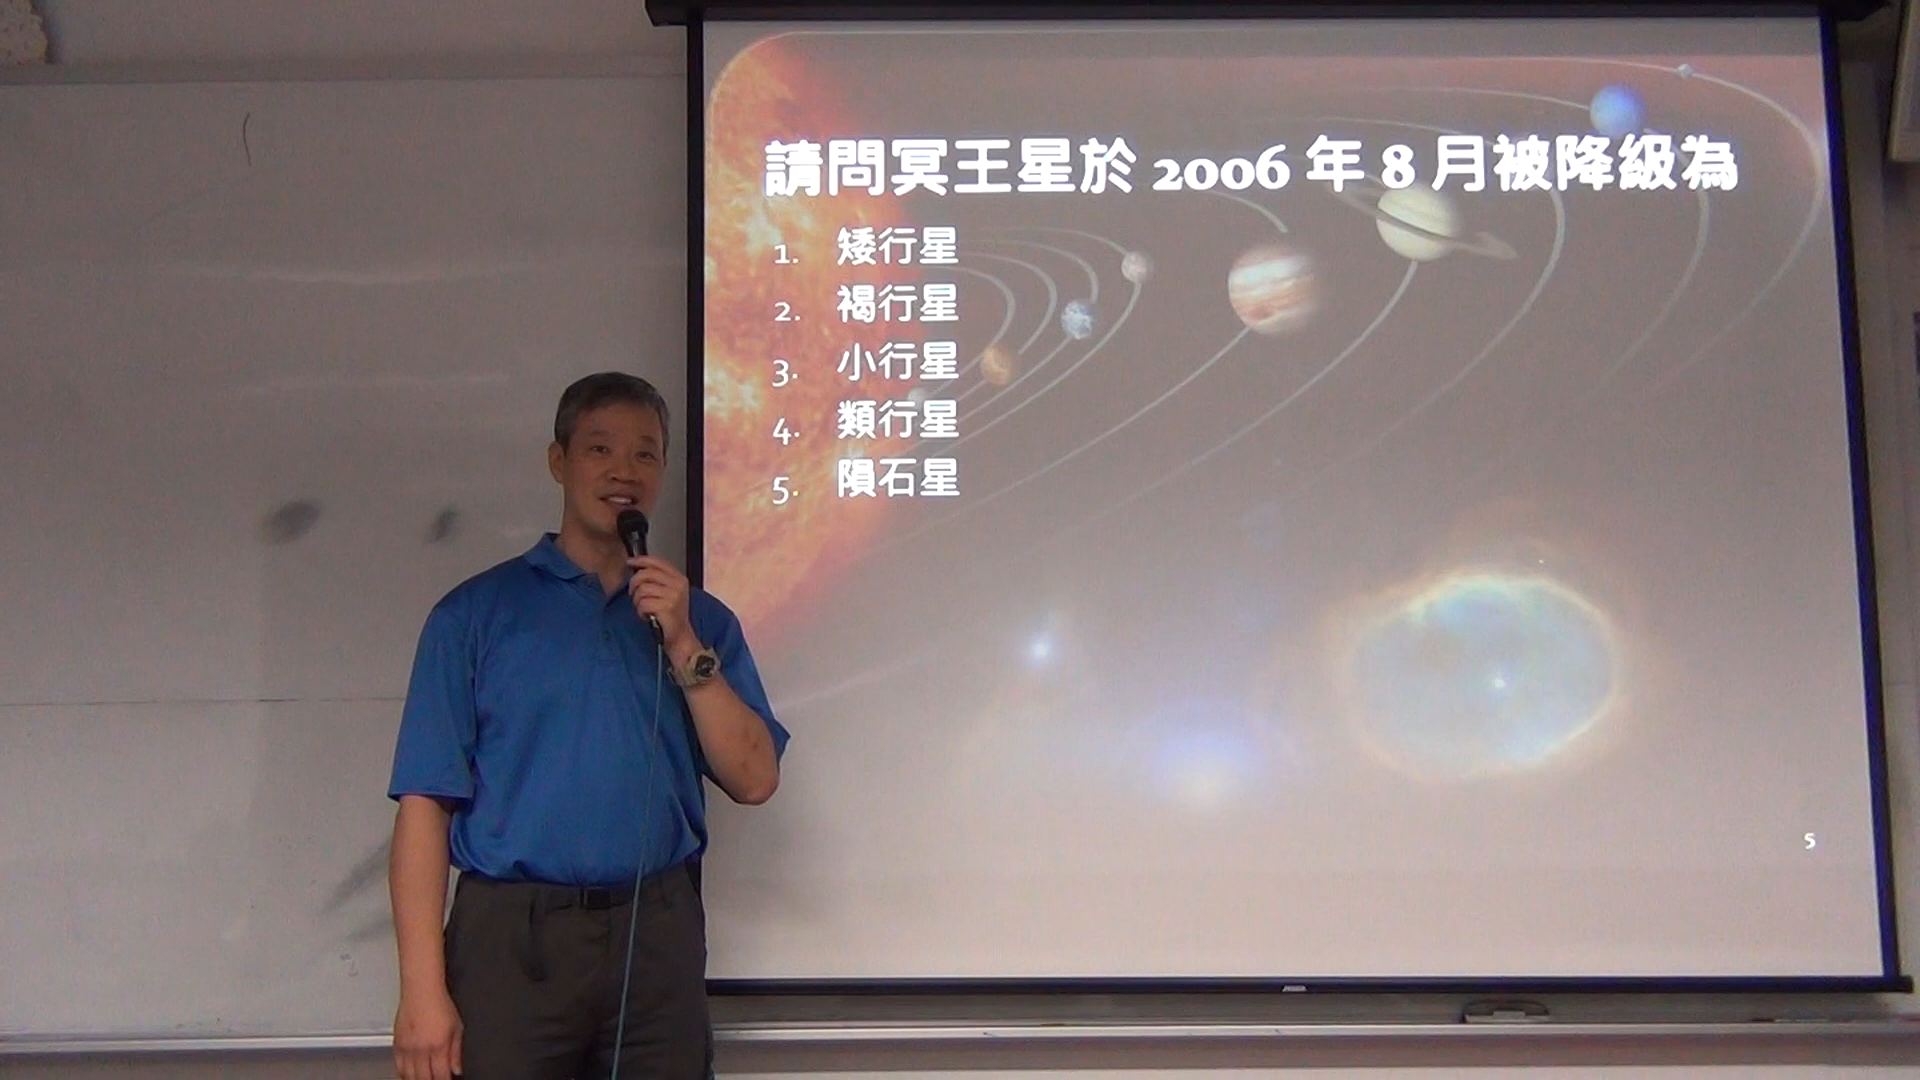 請問冥王星於 2006 年 8 月被降級為
1. 矮行星
2. 褐行星
3. 小行星
4. 類行星
5. 隕石星
5